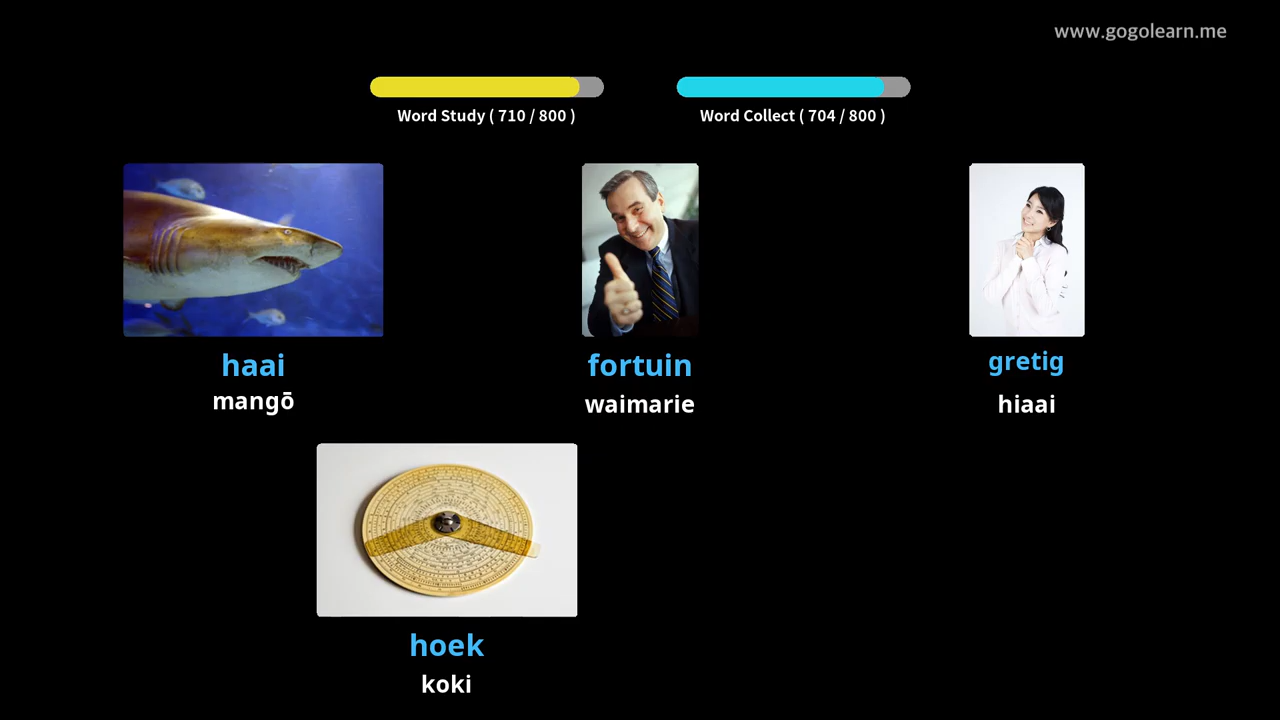 www.gogolearn.me
Word Study ( 710 / 800 )
Word Collect ( 704 / 800 )
haai
mangō
fortuin
waimarie
gretig
hiaai
hoek
koki